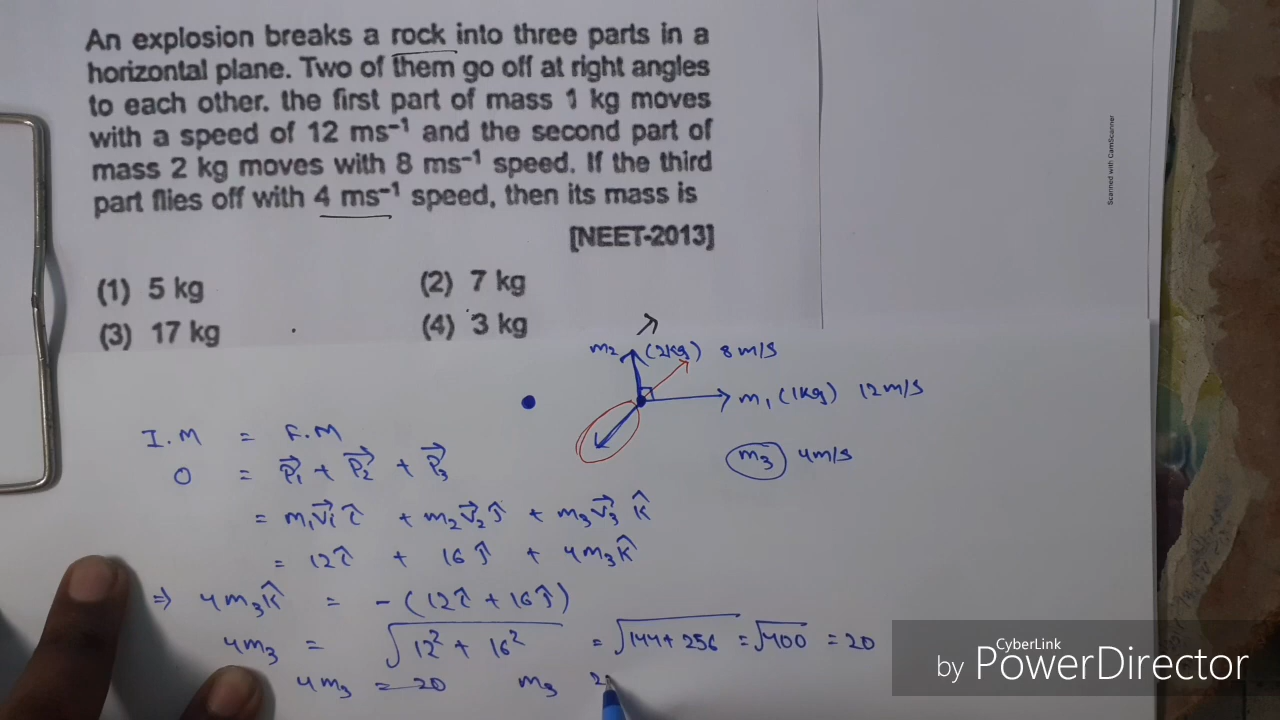 An explosion breaks a rock into three parts in a
horizontal plane. Two of them go off at right angles
to each other. the first part of mass 1 kg moves
with a speed of 12 ms⁻¹ and the second part of
mass 2 kg moves with 8 ms⁻¹ speed. If the third
part flies off with 4 ms⁻¹ speed, then its mass is
[NEET-2013]
(1) 5 kg (2) 7 kg
(3) 17 kg (4) 3 kg
m₂ (2kg) 8 m/s
m₁ (1kg) 12 m/s
m₃ 4m/s
I.M = F.M
0 = P⃗₁ + P⃗₂ + P⃗₃
= m₁v⃗₁ î + m₂v⃗₂ ĵ + m₃v⃗₃ k̂
= 12î + 16ĵ + 4m₃k̂
⇒ 4m₃k̂ = -(12î + 16ĵ)
4m₃ = √12² + 16² = √144+256 = √400 = 20
4m₃ = 20 m₃
Scanned with CamScanner
CyberLink
by PowerDirector